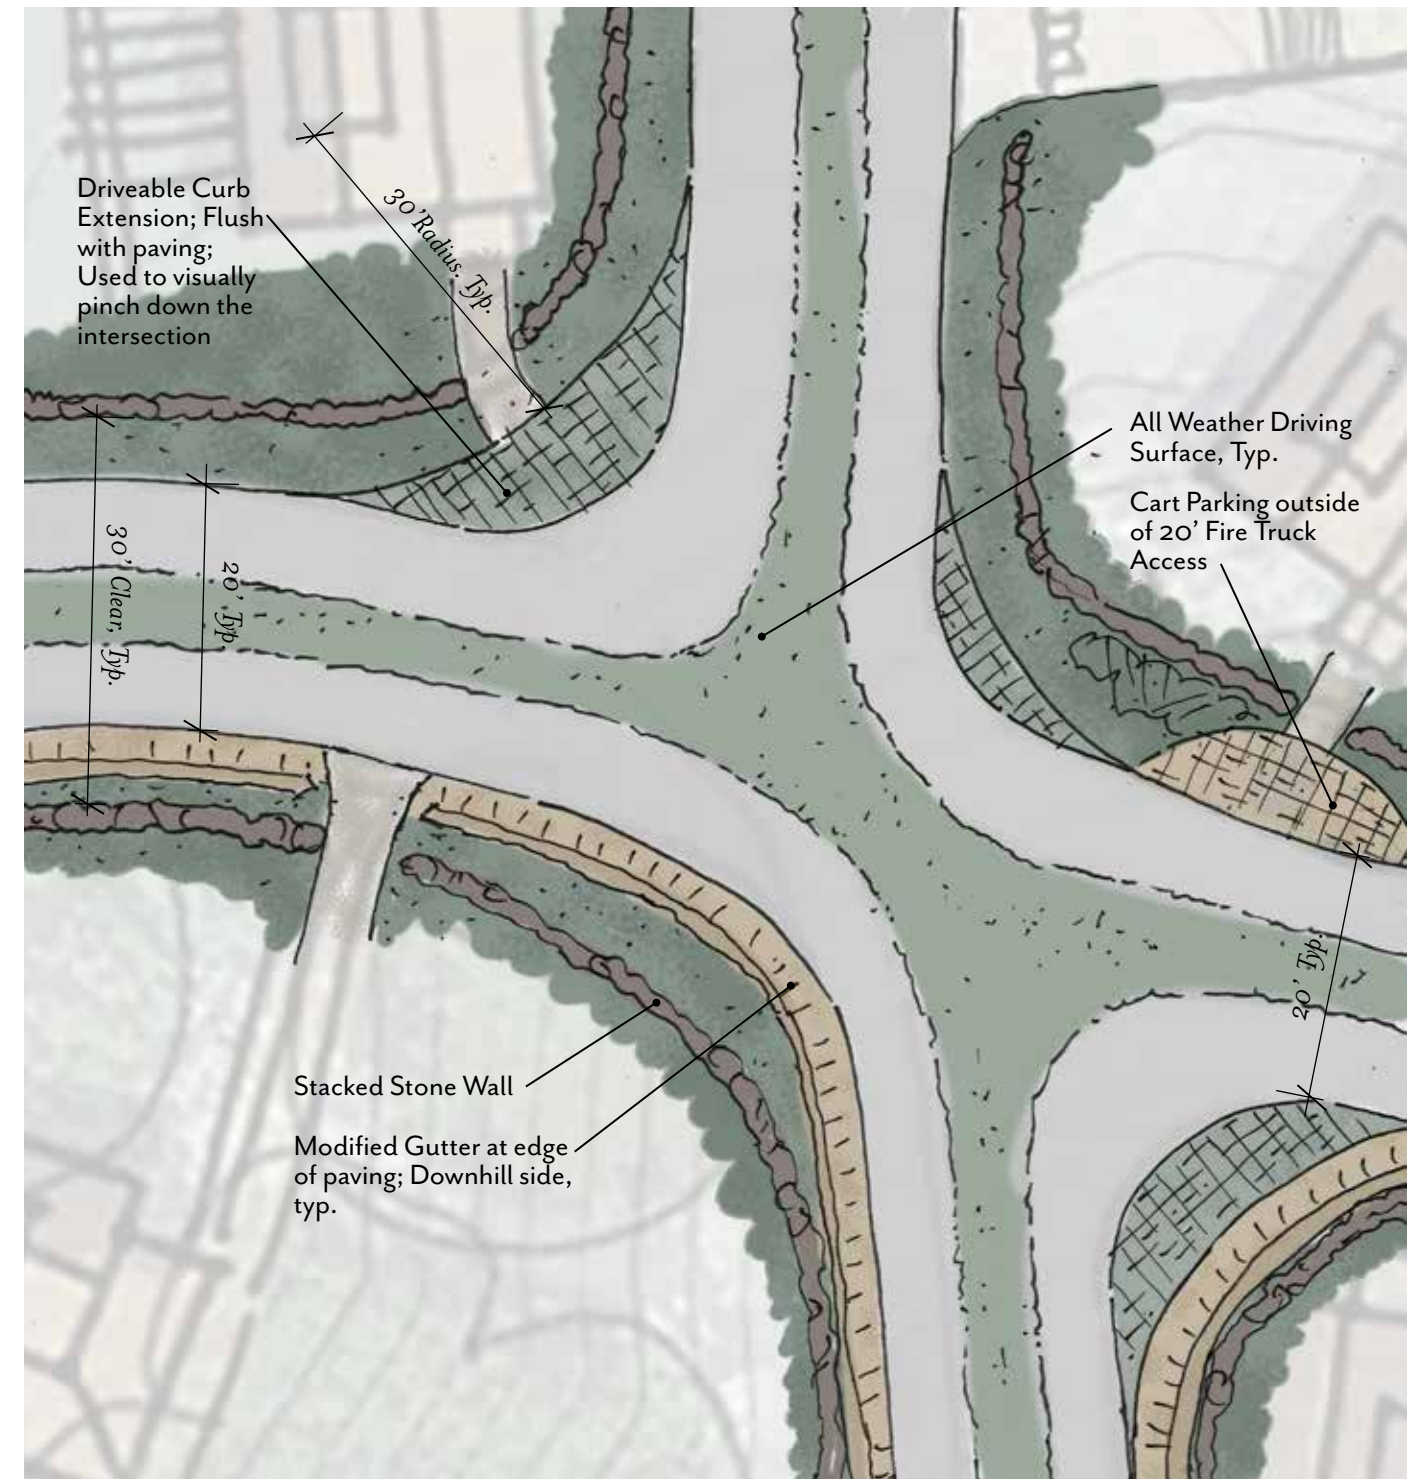 Driveable Curb
Extension; Flush
with paving;
Used to visually
pinch down the
intersection
30' Radius. Typ.
30' Clear, Typ.
20' Typ.
All Weather Driving
Surface, Typ.
Cart Parking outside
of 20' Fire Truck
Access
20' Typ.
Stacked Stone Wall
Modified Gutter at edge
of paving; Downhill side,
typ.